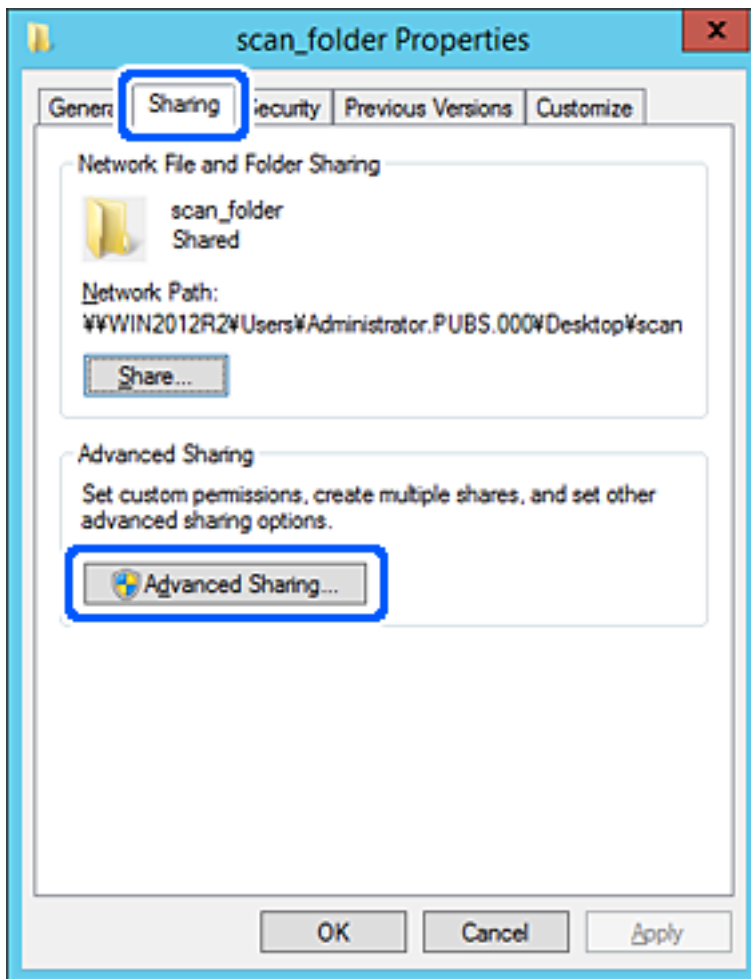 scan_folder Properties
x
Genera Sharing ecurity Previous Versions Customize
Network File and Folder Sharing
scan_folder
Shared
Network Path:
¥¥WIN2012R2¥Users¥Administrator.PUBS.000¥Desktop¥scan
Share...
Advanced Sharing
Set custom permissions, create multiple shares, and set other
advanced sharing options.
Advanced Sharing...
OK Cancel Apply